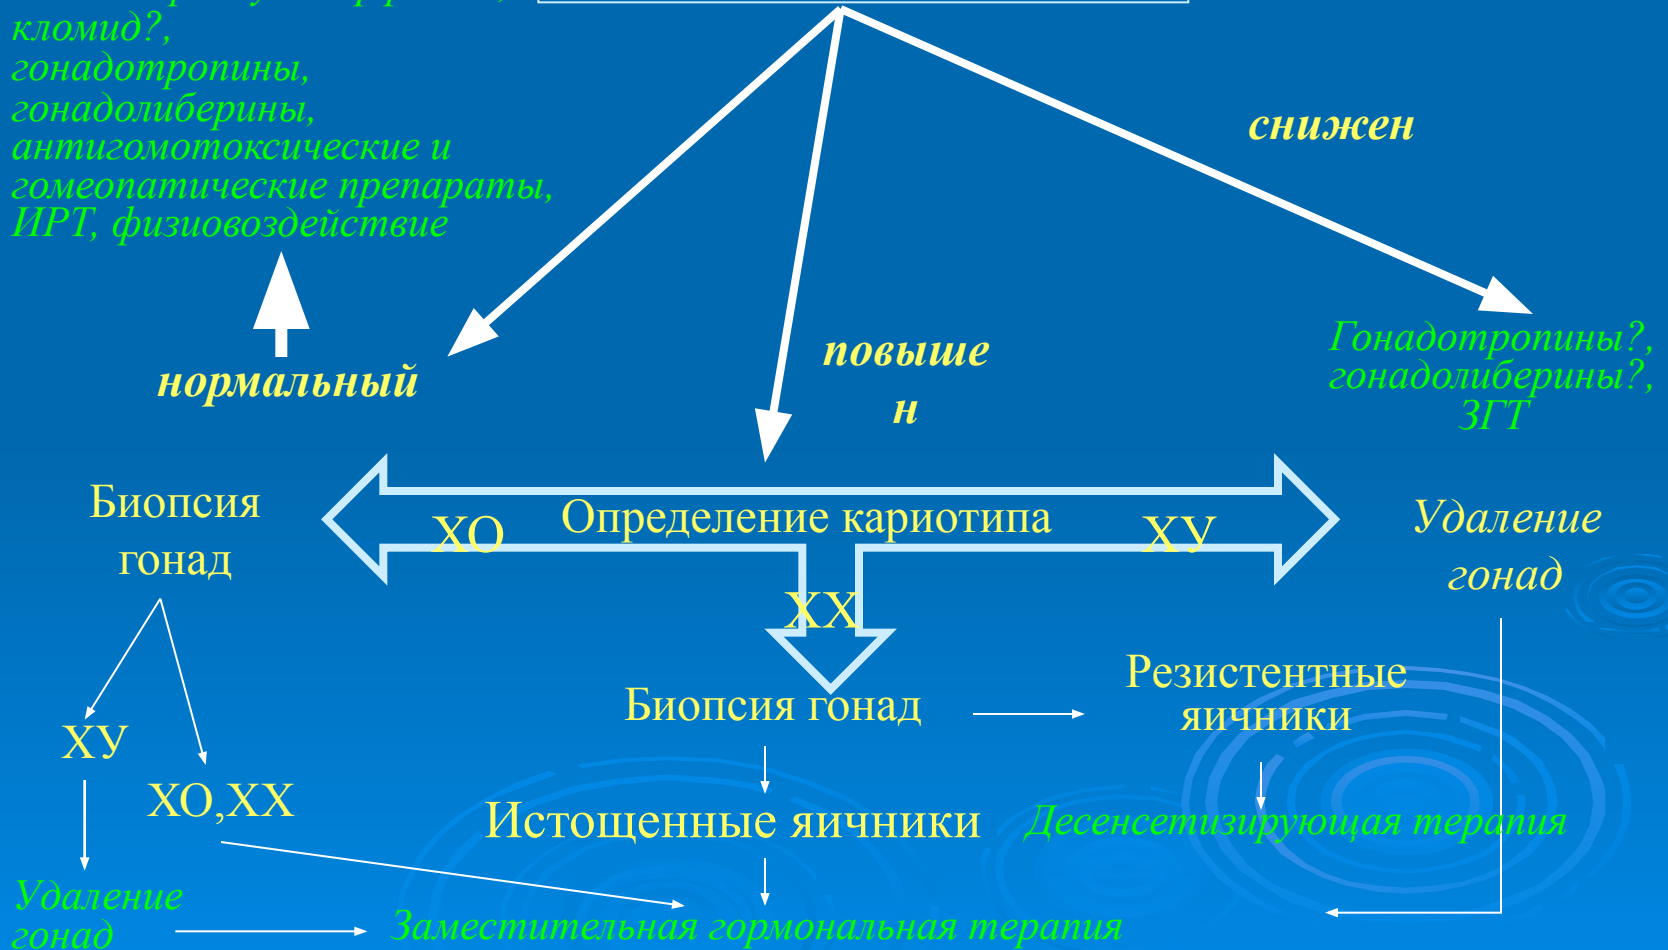 кломид?,
гонадотропины,
гонадолиберины,
антигомотоксические и
гомеопатические препараты,
ИРТ, физиовоздействие
снижен
нормальный
повыше
н
Гонадотропины?,
гонадолиберины?,
ЗГТ
Биопсия
гонад
ХО
Определение кариотипа
ХУ
Удаление
гонад
ХХ
Биопсия гонад
Резистентные
яичники
ХУ
ХО,ХХ
Истощенные яичники
Десенсетизирующая терапия
Удаление
гонад
Заместительная гормональная терапия